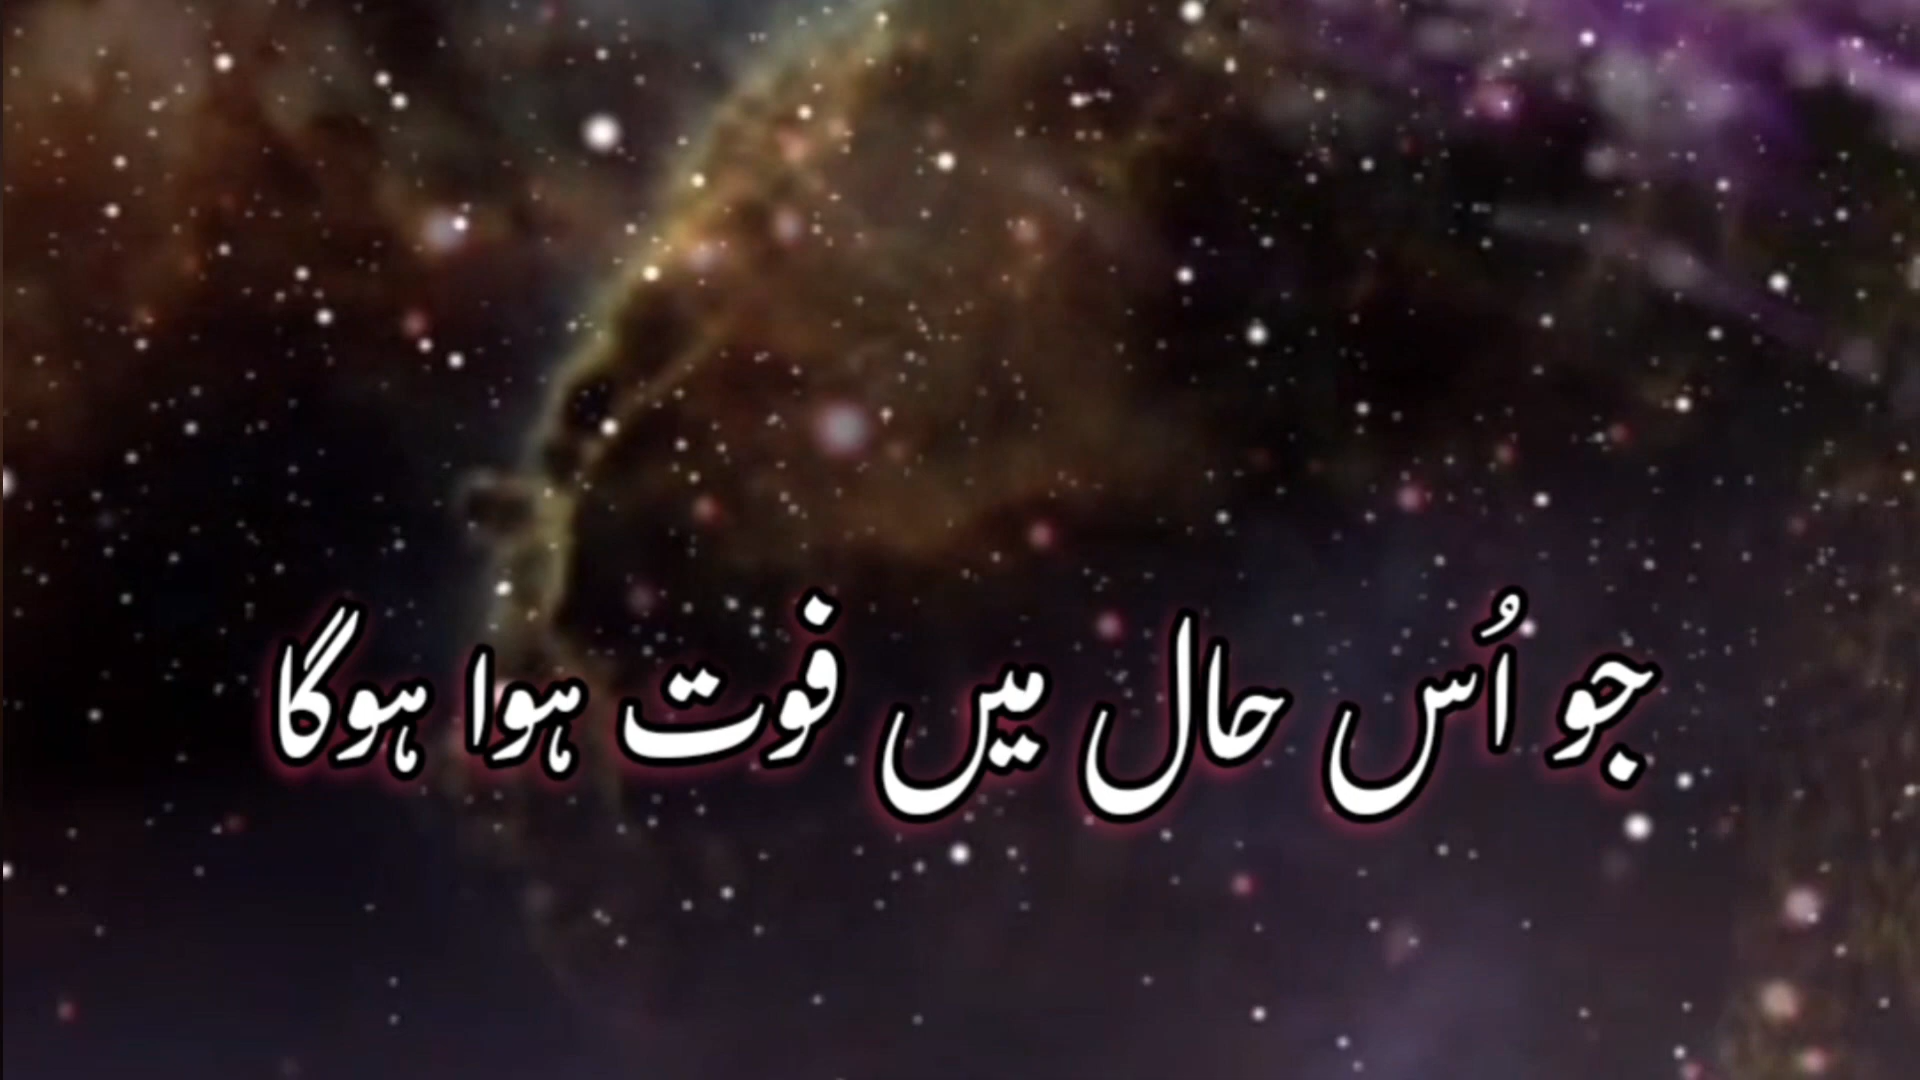 جو اُس حال میں فوت ہوا ہوگا